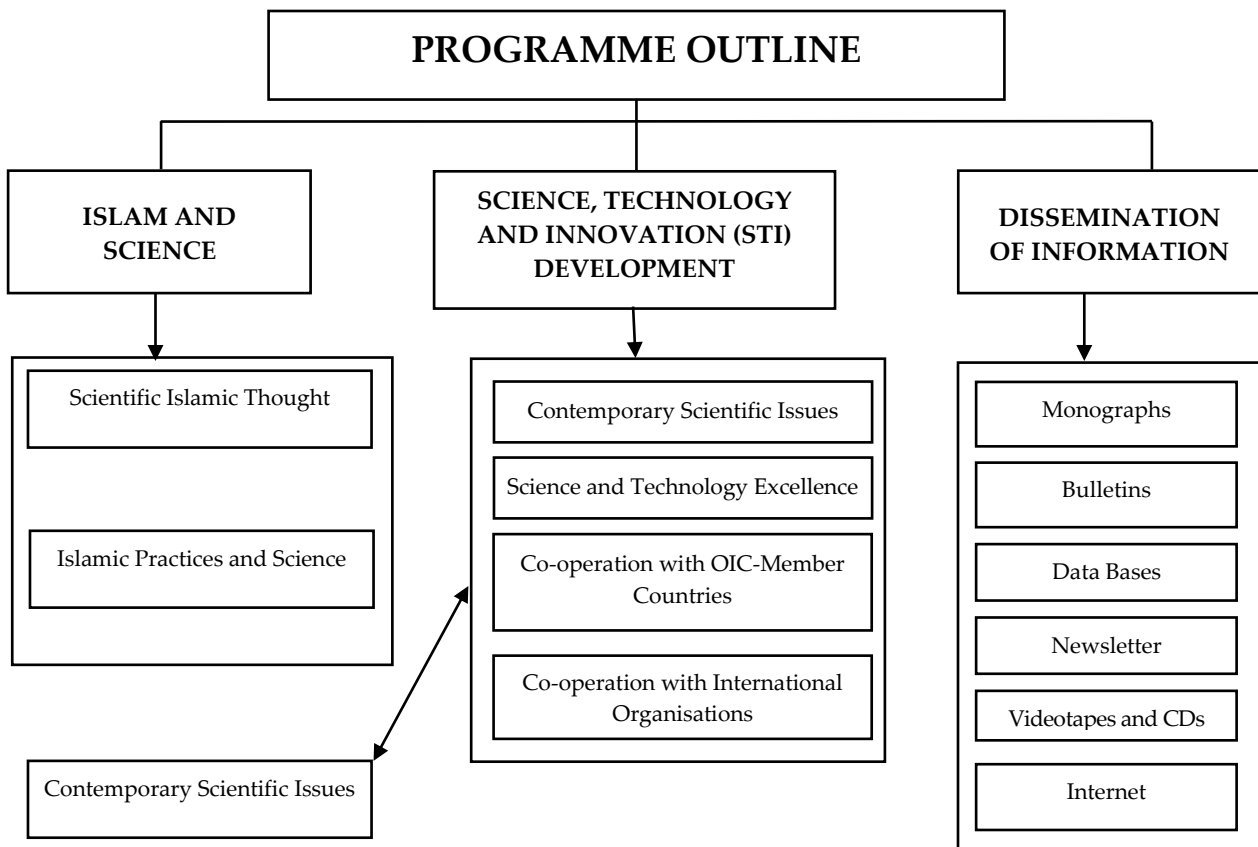 PROGRAMME OUTLINE
ISLAM AND
SCIENCE
SCIENCE, TECHNOLOGY
AND INNOVATION (STI)
DEVELOPMENT
DISSEMINATION
OF INFORMATION
Scientific Islamic Thought
Islamic Practices and Science
Contemporary Scientific Issues
Contemporary Scientific Issues
Science and Technology Excellence
Co-operation with OIC-Member
Countries
Co-operation with International
Organisations
Monographs
Bulletins
Data Bases
Newsletter
Videotapes and CDs
Internet